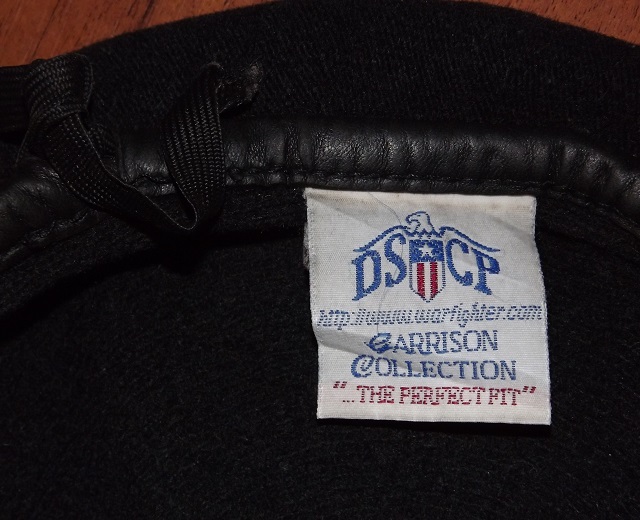 DSCP
http://www.warfighter.com
GARRISON
COLLECTION
"...THE PERFECT FIT"